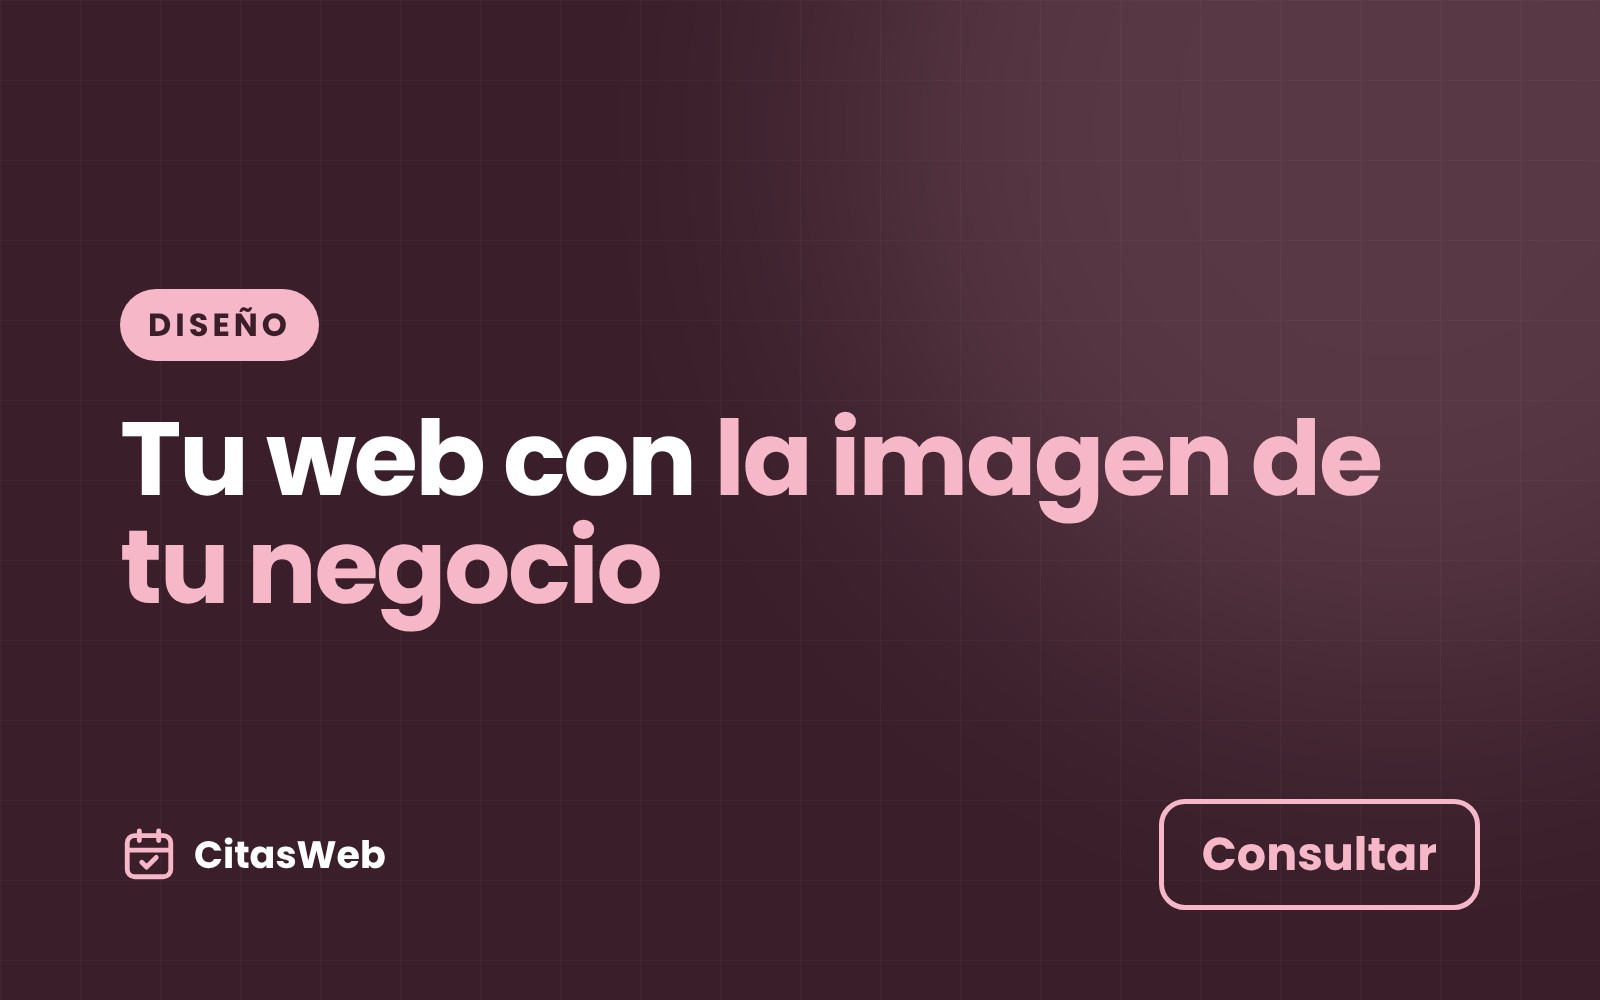 DISEÑO
Tu web con la imagen de
tu negocio
CitasWeb
Consultar